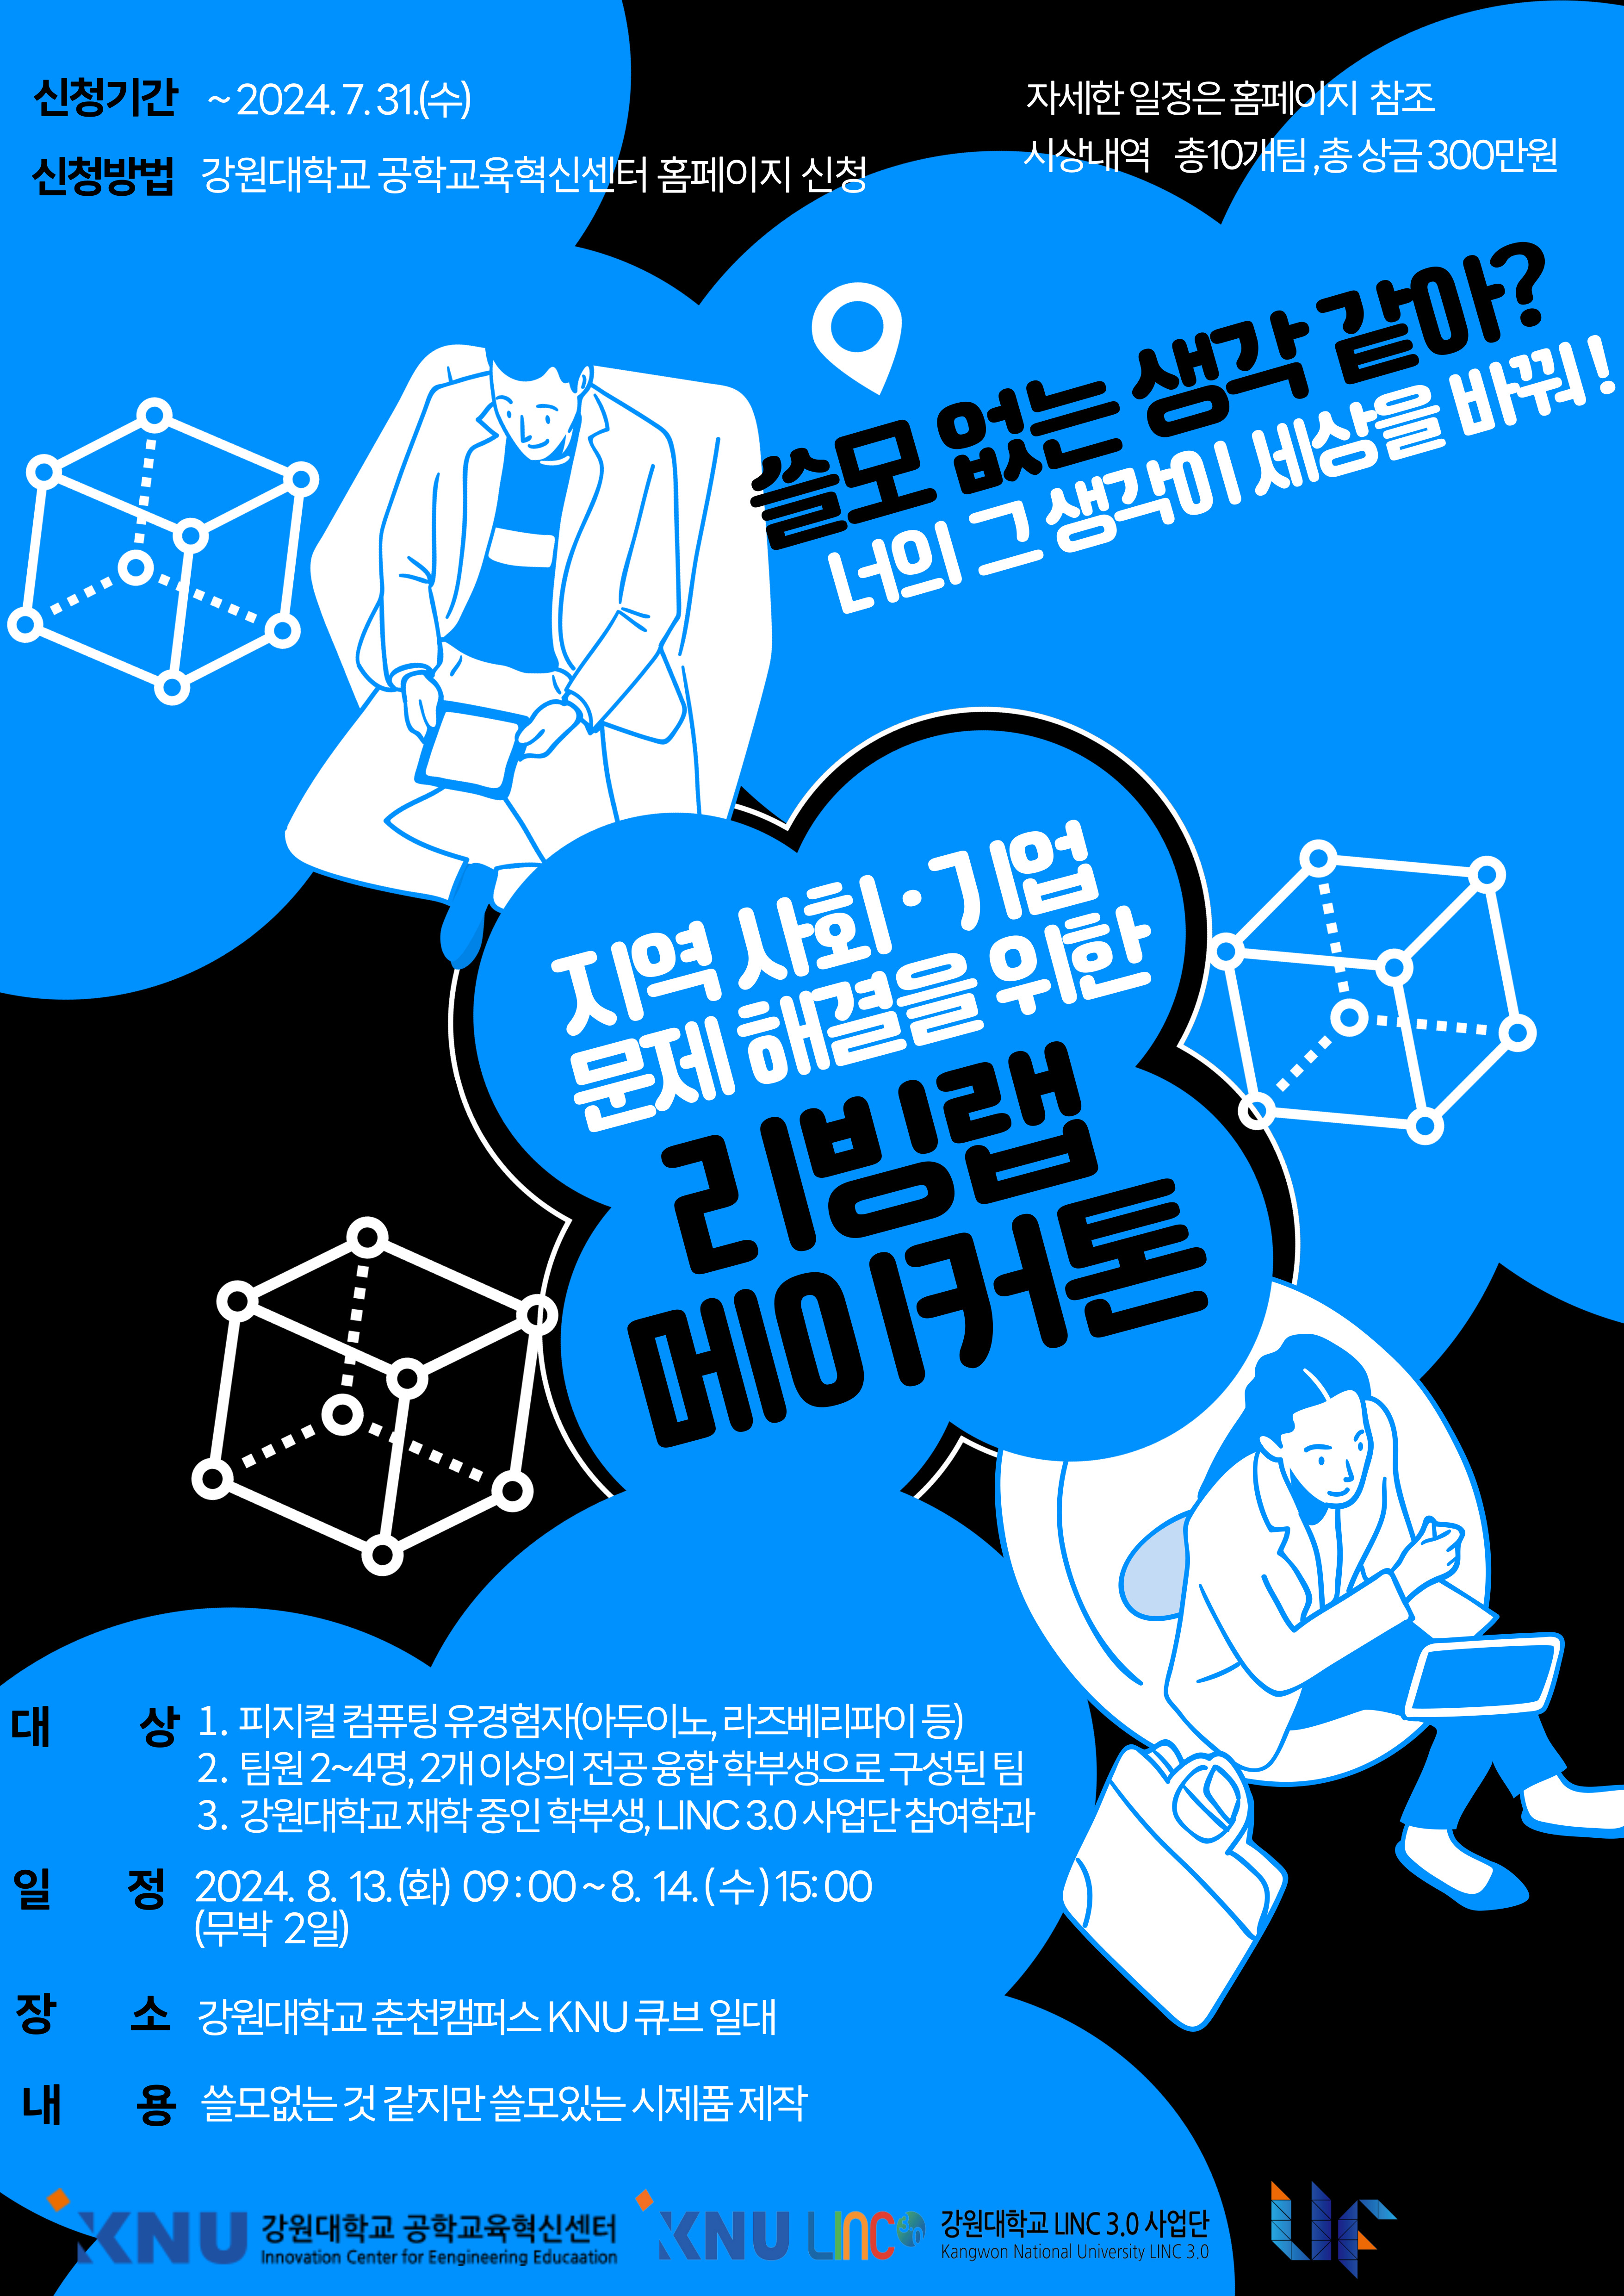 신청기간 ~ 2024. 7. 31.(수)
신청방법 강원대학교 공학교육혁신센터 홈페이지 신청
자세한 일정은 홈페이지 참조
시상내역 총10개팀 ,총 상금 300만원
쓸모 없는 생각 같아?
너의 그 생각이 세상을 바꿔 !
지역 사회 · 기업
문제 해결을 위한
리빙랩
메이커톤
대 상 1. 피지컬 컴퓨팅 유경험자(아두이노, 라즈베리파이 등)
2. 팀원 2~4명, 2개 이상의 전공 융합 학부생으로 구성된 팀
3. 강원대학교 재학 중인 학부생, LINC 3.0 사업단 참여학과
일 정 2024. 8. 13. (화) 09 : 00 ~ 8. 14. ( 수 ) 15: 00
(무박 2일)
장 소 강원대학교 춘천캠퍼스 KNU 큐브 일대
내 용 쓸모없는 것 같지만 쓸모있는 시제품 제작
KNU 강원대학교 공학교육혁신센터
Innovation Center for Eengineering Educaation
KNU LINC 3.0 강원대학교 LINC 3.0 사업단
Kangwon National University LINC 3.0